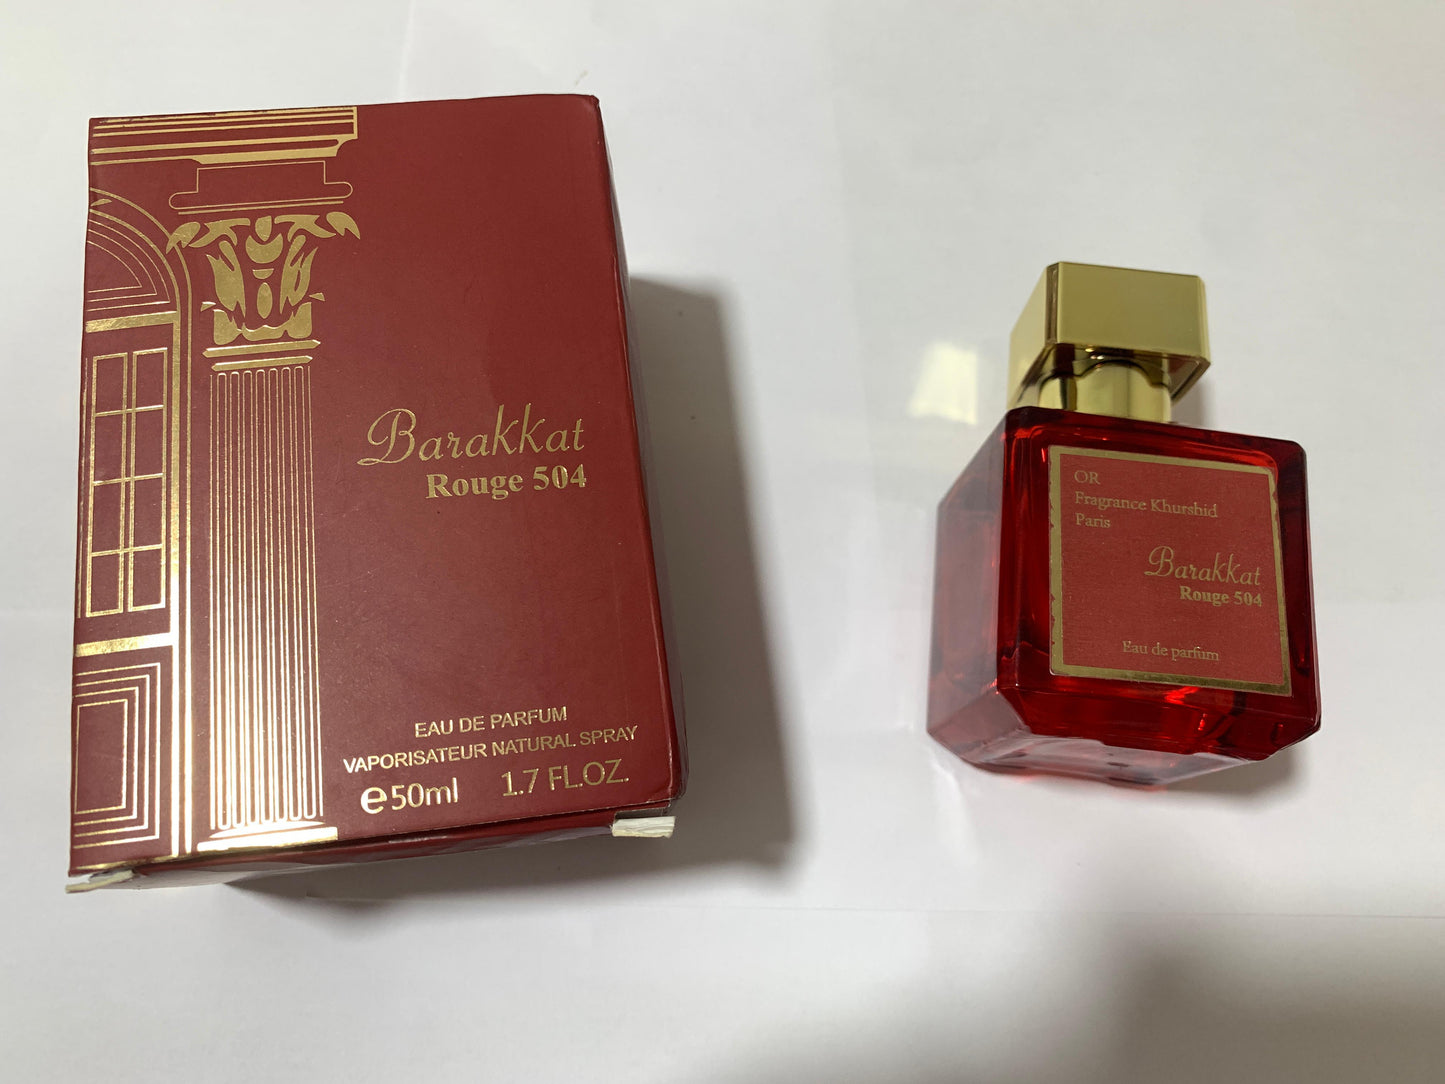 Barakkat
Rouge 504
EAU DE PARFUM
VAPORISATEUR NATURAL SPRAY
e50ml 1.7 FL.OZ.
OR
Fragrance Khurshid
Paris
Barakkat
Rouge 504
Eau de parfum